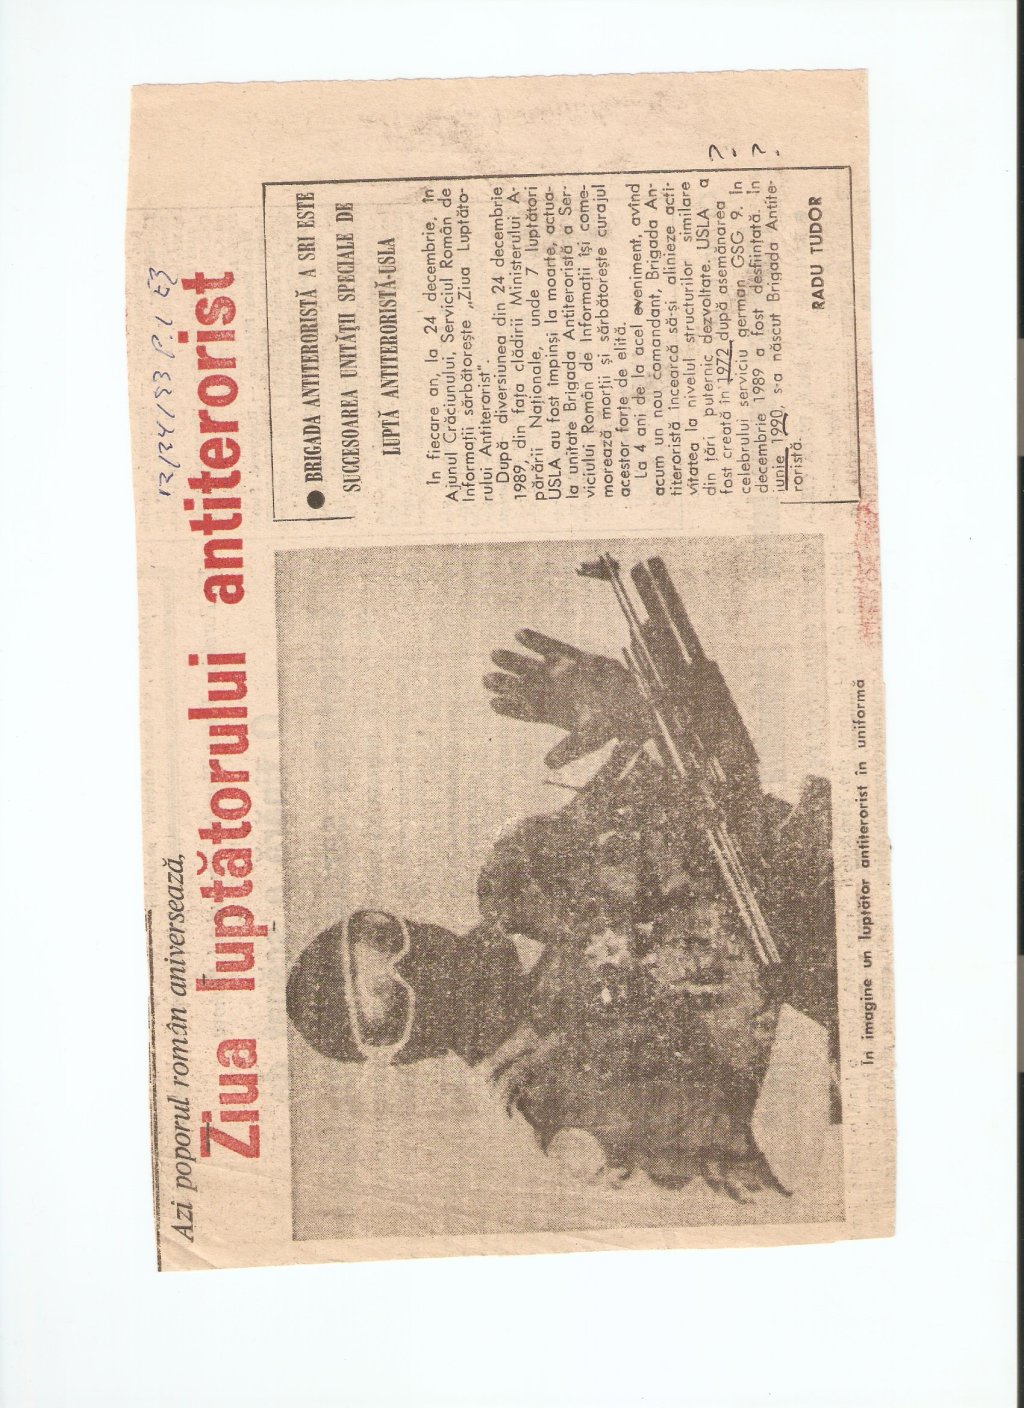 12/24/93 p.1 EZ
Azi poporul român aniversează,
Ziua luptătorului antiterorist
● BRIGADA ANTITERORISTĂ A SRI ESTE
SUCCESOAREA UNITĂȚII SPECIALE DE
LUPTĂ ANTITERORISTĂ-USLA
În fiecare an, la 24 decembrie, în
Ajunul Crăciunului, Serviciul Român de
Informații sărbătorește „Ziua Luptăto-
rului Antiterorist”.
După diversiunea din 24 decembrie
1989, din fața clădirii Ministerului A-
părării Naționale, unde 7 luptători
USLA au fost împinși la moarte, actua-
la unitate Brigada Antiteroristă a Ser-
viciului Român de Informații își come-
morează morții și sărbătorește curajul
acestor forțe de elită.
La 4 ani de la acel eveniment, avînd
acum un nou comandant, Brigada An-
titeroristă încearcă să-și alinieze acti-
vitatea la nivelul structurilor similare
din țări puternic dezvoltate. USLA a
fost creată în 1972 după asemănarea
celebrului serviciu german GSG 9. În
decembrie 1989 a fost desființată. În
iunie 1990, s-a născut Brigada Antite-
roristă.
RADU TUDOR
?
?
În imagine un luptător antiterorist în uniformă